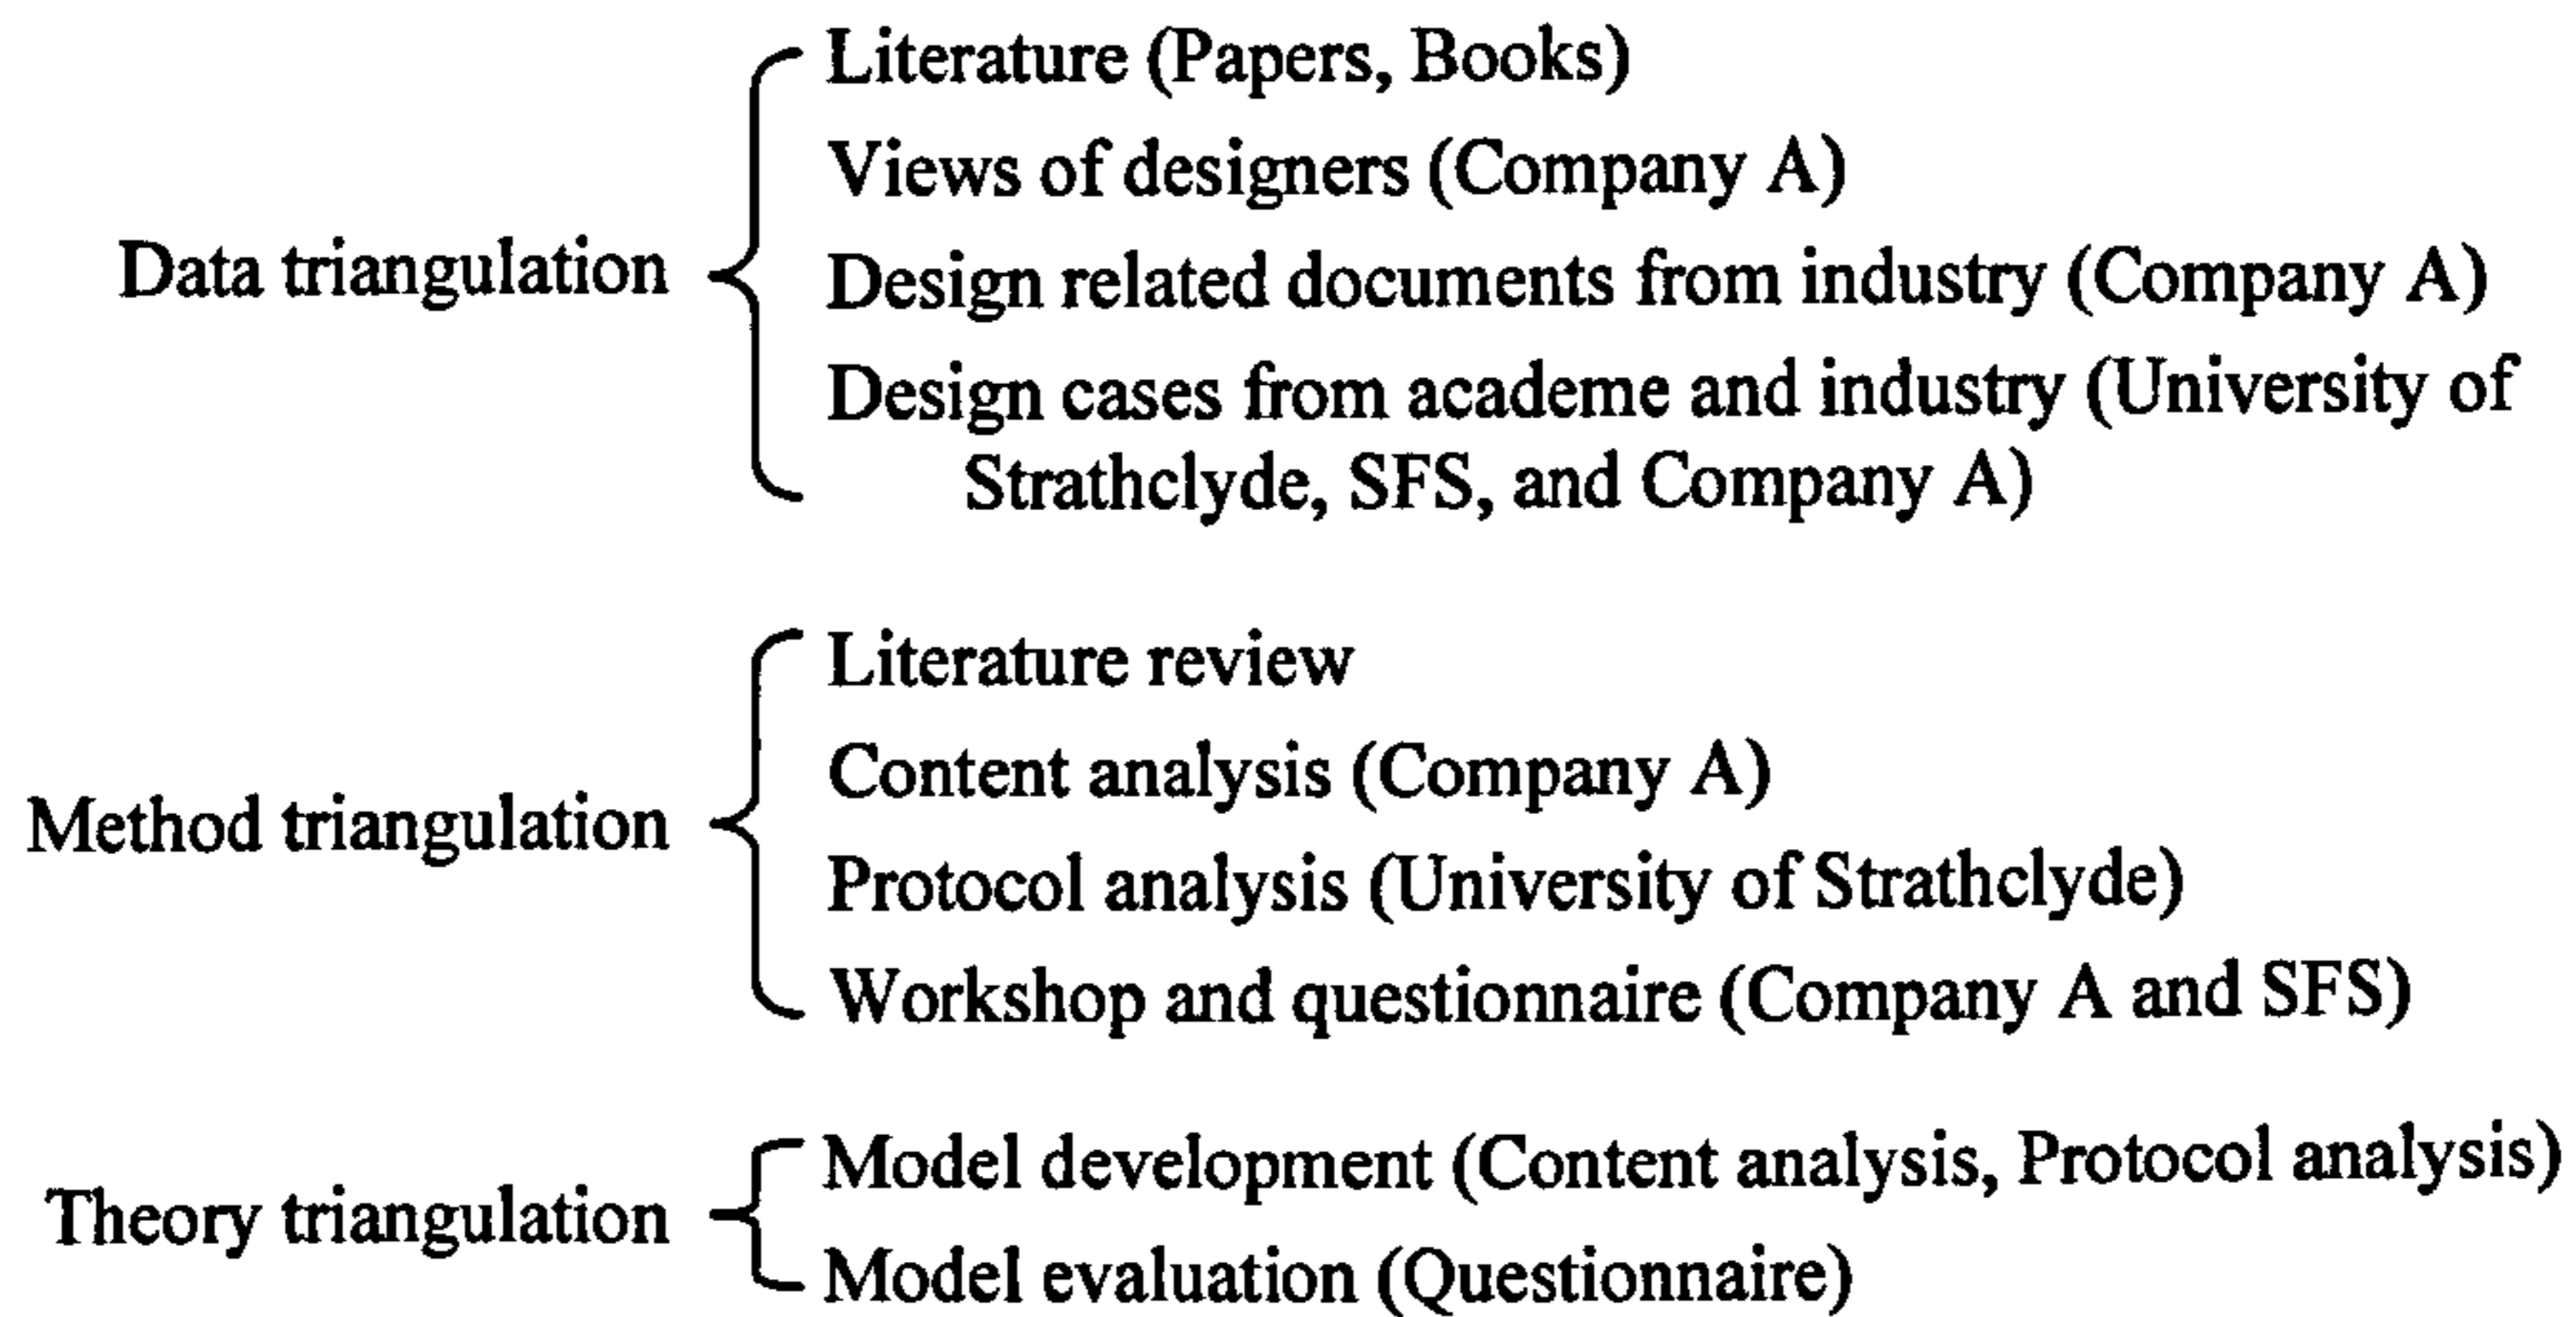 Literature (Papers, Books)
Views of designers (Company A)
Data triangulation
Design related documents from industry (Company A)
Design cases from academe and industry (University of
Strathclyde, SFS, and Company A)
Literature review
Content analysis (Company A)
Method triangulation
Protocol analysis (University of Strathclyde)
Workshop and questionnaire (Company A and SFS)
Model development (Content analysis, Protocol analysis)
Theory triangulation
Model evaluation (Questionnaire)